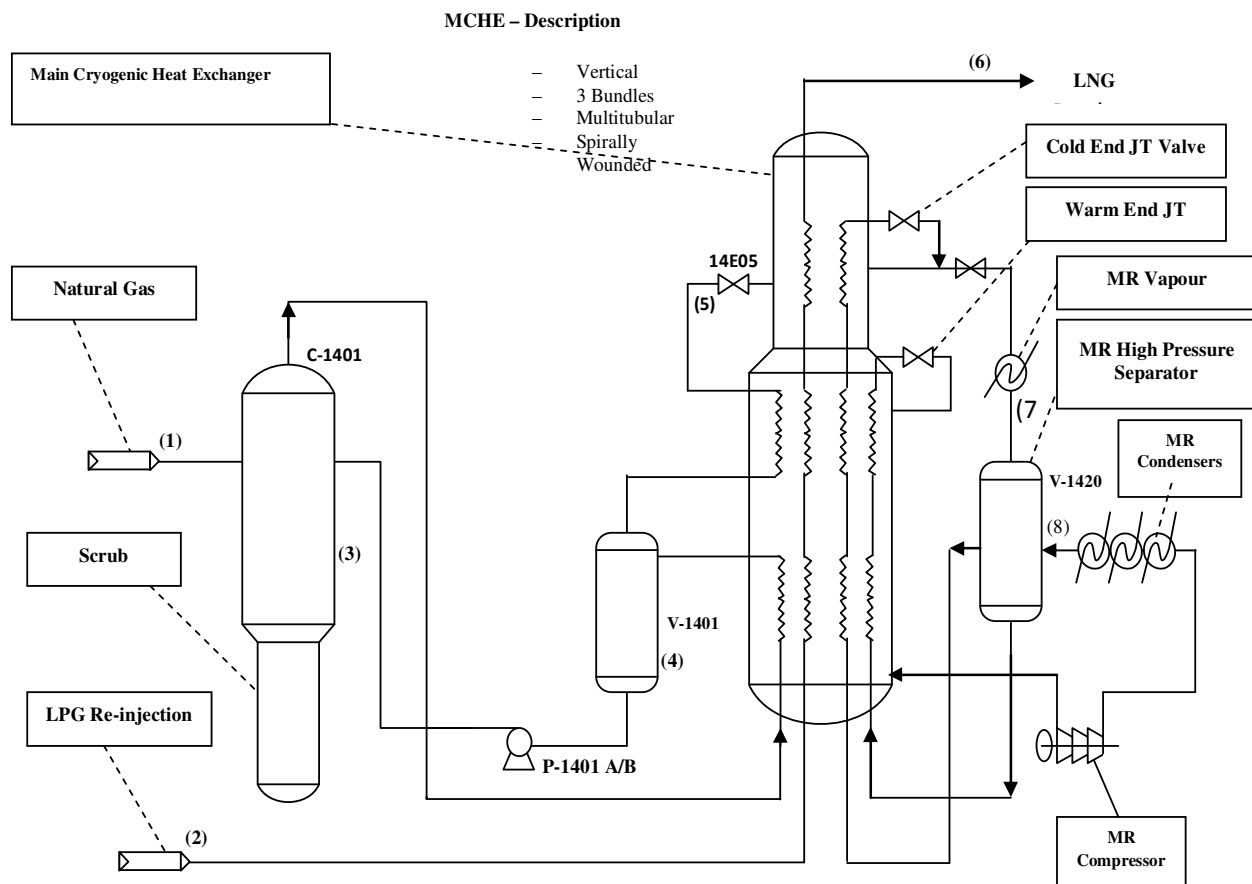 MCHE – Description
Main Cryogenic Heat Exchanger
– Vertical
– 3 Bundles
– Multitubular
– Spirally
Wounded
(6)
LNG
Cold End JT Valve
Warm End JT
14E05
(5)
Natural Gas
MR Vapour
C-1401
MR High Pressure
Separator
(7
(1)
MR
Condensers
V-1420
(8)
Scrub
(3)
V-1401
(4)
LPG Re-injection
P-1401 A/B
(2)
MR
Compressor